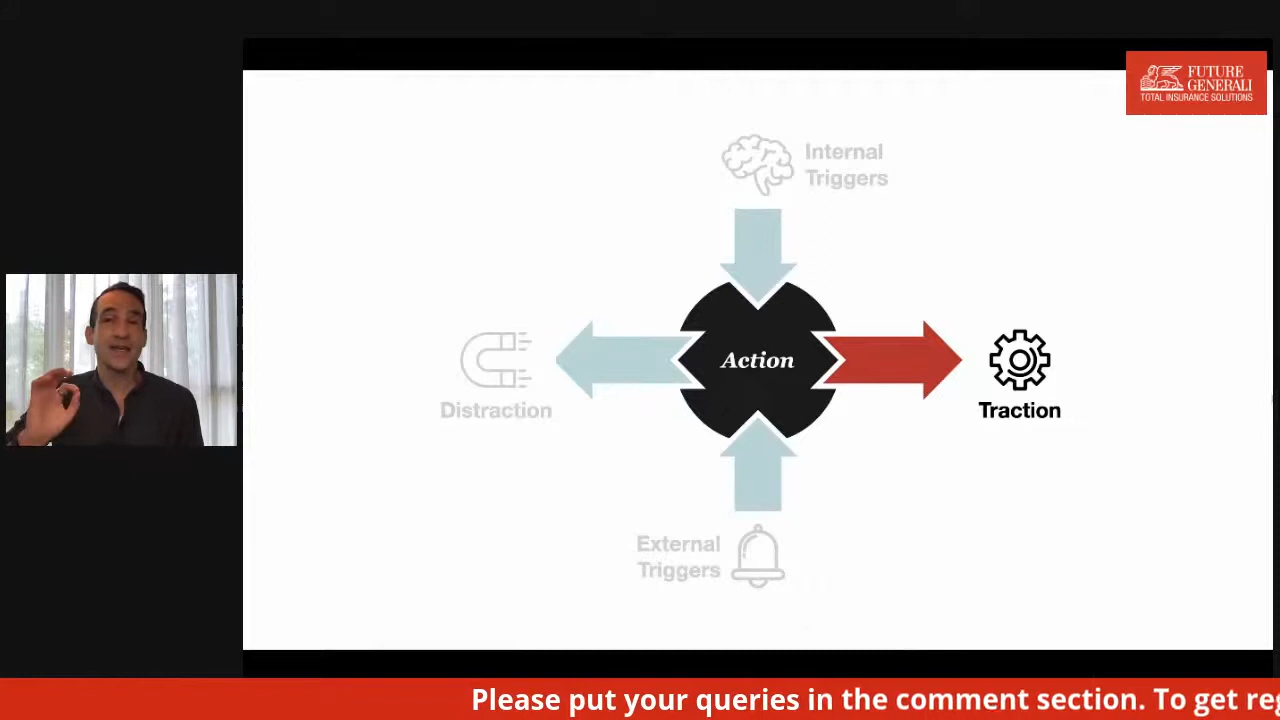 FUTURE
GENERALI
TOTAL INSURANCE SOLUTIONS
Internal
Triggers
Action
Distraction
Traction
External
Triggers
Please put your queries in the comment section. To get reg